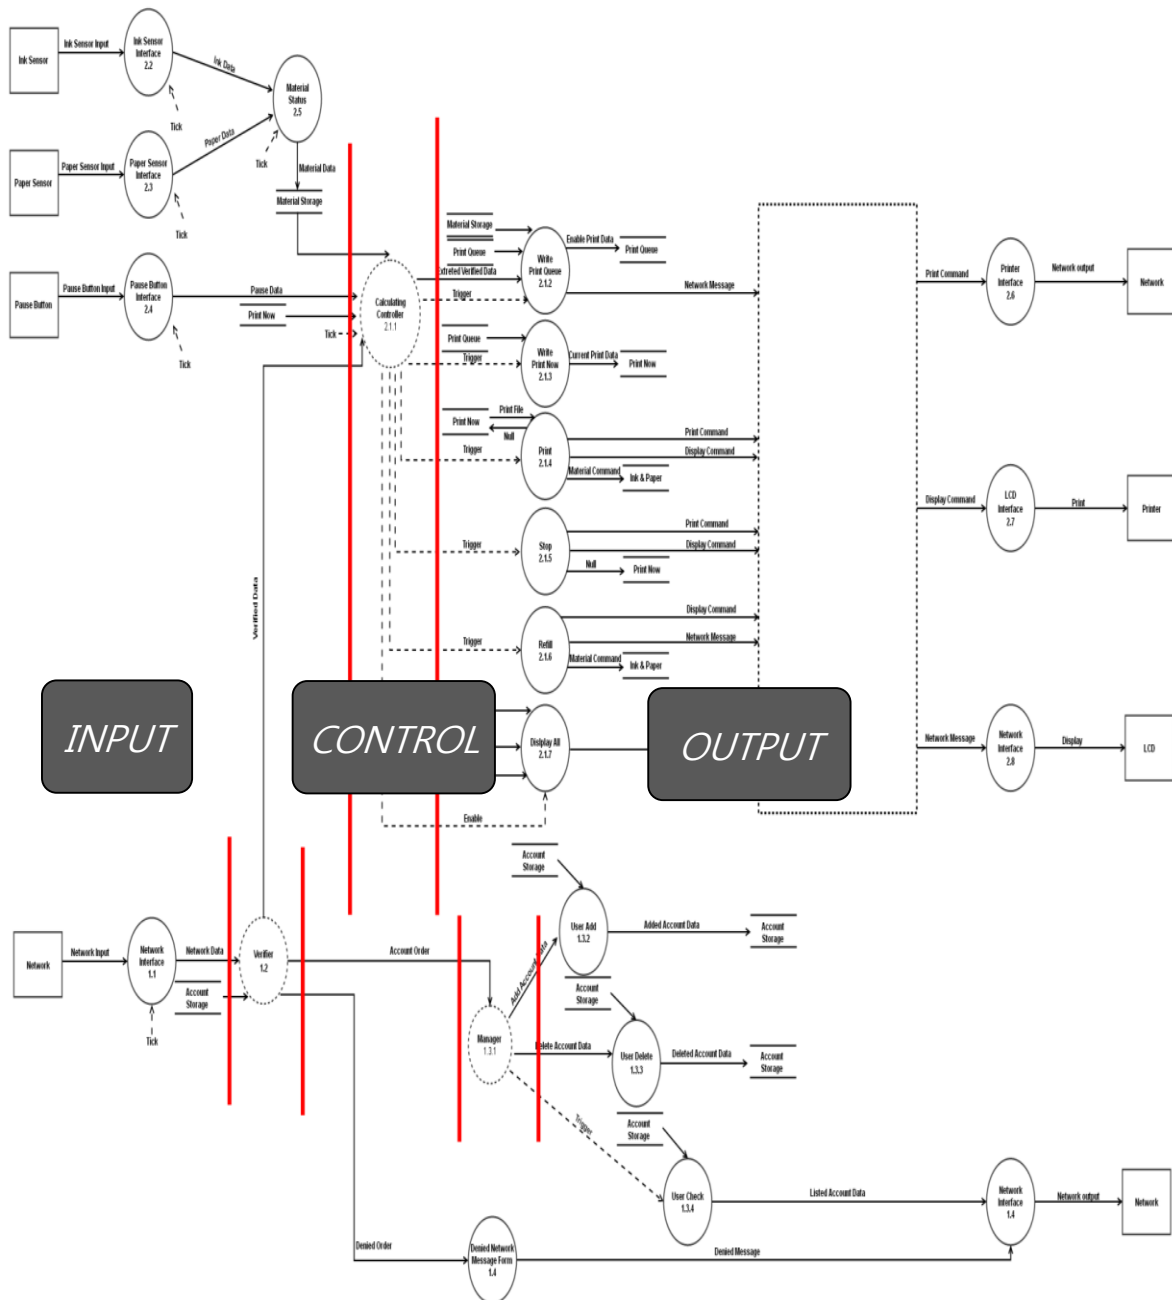 Ink Sensor
Ink Sensor Input
Ink Sensor
Interface
2.2
Ink Data
Tick
Material
Status
2.5
Paper Sensor
Paper Sensor Input
Paper Sensor
Interface
2.3
Paper Data
Tick
Tick
Material Data
Material Storage
Pause Button
Pause Button Input
Pause Button
Interface
2.4
Pause Data
Tick
Print Now
Tick
Calculating
Controller
2.1.1
Material Storage
Print Queue
Extreted Verified Data
Trigger
Write
Print Queue
2.1.2
Enable Print Data
Print Queue
Network Message
Print Queue
Trigger
Write
Print Now
2.1.3
Current Print Data
Print Now
Print File
Print Now
Null
Trigger
Print
2.1.4
Print Command
Display Command
Material Command
Ink & Paper
Trigger
Stop
2.1.5
Print Command
Display Command
Null
Print Now
Trigger
Refill
2.1.6
Display Command
Network Message
Material Command
Ink & Paper
Dislplay All
2.1.7
Enable
Print Command
Printer
Interface
2.6
Network output
Network
Display Command
LCD
Interface
2.7
Print
Printer
Network Message
Network
Interface
2.8
Display
LCD
INPUT
CONTROL
OUTPUT
Verified Data
Network
Network Input
Network
Interface
1.1
Tick
Network Data
Account
Storage
Verifier
1.2
Account Order
Manager
1.3.1
Add Account Data
Account
Storage
User Add
1.3.2
Added Account Data
Account
Storage
Account
Storage
Delete Account Data
User Delete
1.3.3
Deleted Account Data
Account
Storage
Account
Storage
Trigger
User Check
1.3.4
Listed Account Data
Network
Interface
1.4
Network output
Network
Denied Order
Denied Network
Message Form
1.4
Denied Message